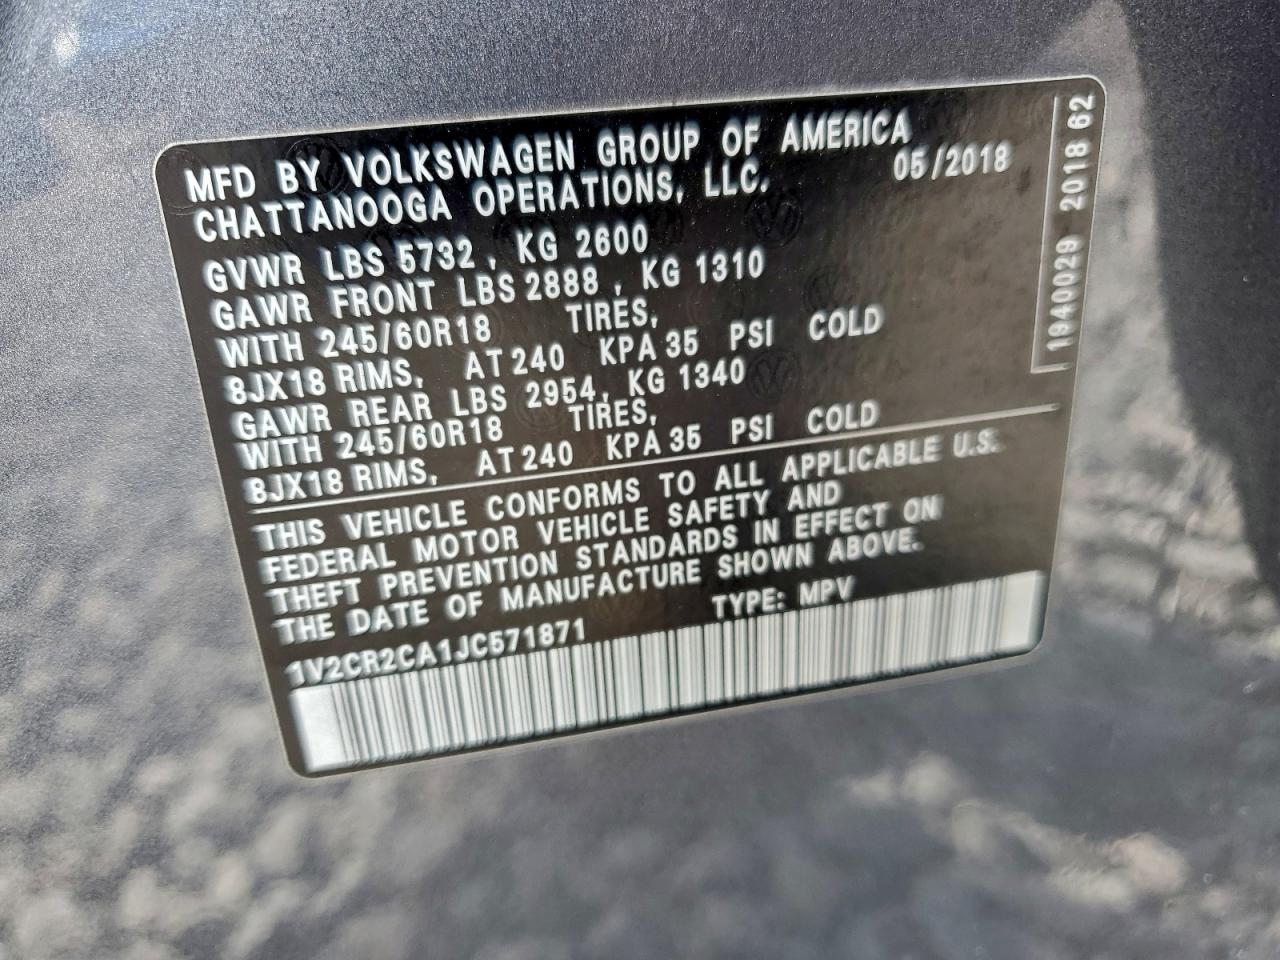 MFD BY VOLKSWAGEN GROUP OF AMERICA
CHATTANOOGA OPERATIONS, LLC. 05/2018
GVWR LBS 5732 , KG 2600
GAWR FRONT LBS 2888 , KG 1310
WITH 245/60R18 TIRES,
8JX18 RIMS, AT 240 KPA 35 PSI COLD
GAWR REAR LBS 2954, KG 1340
WITH 245/60R18 TIRES,
8JX18 RIMS, AT 240 KPA 35 PSI COLD
THIS VEHICLE CONFORMS TO ALL APPLICABLE U.S.
FEDERAL MOTOR VEHICLE SAFETY AND
THEFT PREVENTION STANDARDS IN EFFECT ON
THE DATE OF MANUFACTURE SHOWN ABOVE.
1V2CR2CA1JC571871 TYPE: MPV
1940029 2018 62